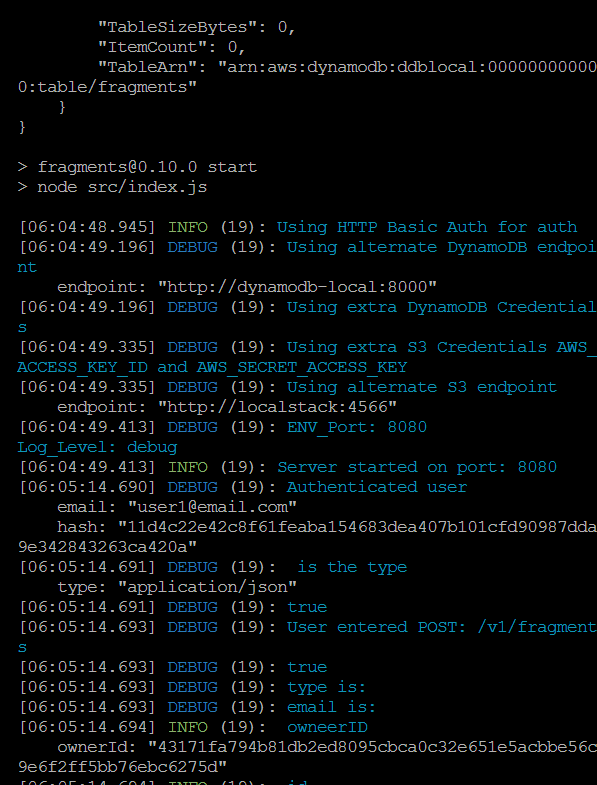 "TableSizeBytes": 0,
"ItemCount": 0,
"TableArn": "arn:aws:dynamodb:ddblocal:00000000000
0:table/fragments"
}
}
> fragments@0.10.0 start
> node src/index.js
[06:04:48.945] INFO (19): Using HTTP Basic Auth for auth
[06:04:49.196] DEBUG (19): Using alternate DynamoDB endpoi
nt
endpoint: "http://dynamodb-local:8000"
[06:04:49.196] DEBUG (19): Using extra DynamoDB Credential
s
[06:04:49.335] DEBUG (19): Using extra S3 Credentials AWS_
ACCESS_KEY_ID and AWS_SECRET_ACCESS_KEY
[06:04:49.335] DEBUG (19): Using alternate S3 endpoint
endpoint: "http://localstack:4566"
[06:04:49.413] DEBUG (19): ENV_Port: 8080
Log_Level: debug
[06:04:49.413] INFO (19): Server started on port: 8080
[06:05:14.690] DEBUG (19): Authenticated user
email: "user1@email.com"
hash: "11d4c22e42c8f61feaba154683dea407b101cfd90987dda
9e342843263ca420a"
[06:05:14.691] DEBUG (19):  is the type
type: "application/json"
[06:05:14.691] DEBUG (19): true
[06:05:14.693] DEBUG (19): User entered POST: /v1/fragment
s
[06:05:14.693] DEBUG (19): true
[06:05:14.693] DEBUG (19): type is:
[06:05:14.693] DEBUG (19): email is:
[06:05:14.694] INFO (19):  owneerID
ownerId: "43171fa794b81db2ed8095cbca0c32e651e5acbbe56c
9e6f2ff5bb76ebc6275d"
[06:05:14.694] INFO (19):  id